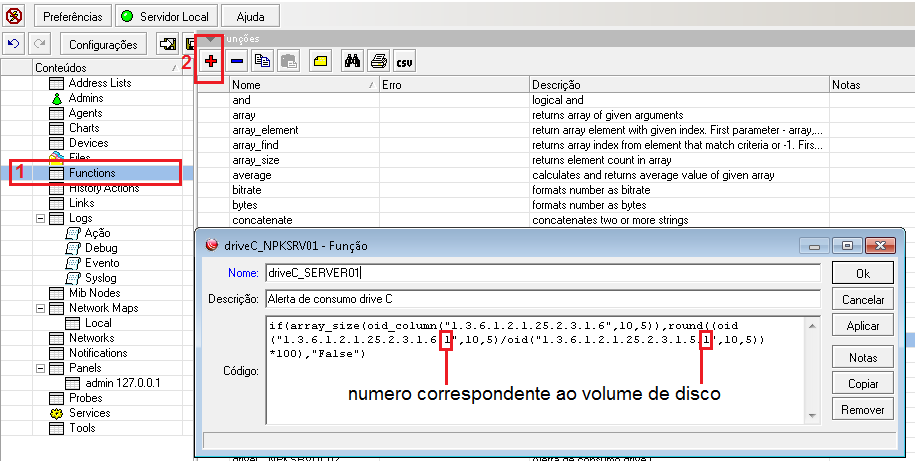 Preferências
Servidor Local
Ajuda
Configurações
unções
2
csv
Conteúdos
Address Lists
Admins
Agents
Charts
Devices
Files
1
Functions
History Actions
Links
Logs
Ação
Debug
Evento
Syslog
Mib Nodes
Network Maps
Local
Networks
Notifications
Panels
admin 127.0.0.1
Probes
Services
Tools
Nome Erro Descrição Notas
and logical and
array returns array of given arguments
array_element return array element with given index. First parameter - array,...
array_find returns array index from element that match criteria or -1. Firs...
array_size returns element count in array
average calculates and returns average value of given array
bitrate formats number as bitrate
bytes formats number as bytes
concatenate concatenates two or more strings
driveC_NPKSRV01 - Função
Nome: driveC_SERVER01
Descrição: Alerta de consumo drive C
Código:
if(array_size(oid_column("1.3.6.1.2.1.25.2.3.1.6",10,5)),round((oid
("1.3.6.1.2.1.25.2.3.1.6.1",10,5)/oid("1.3.6.1.2.1.25.2.3.1.5.1",10,5))
*100),"False")
numero correspondente ao volume de disco
Ok
Cancelar
Aplicar
Notas
Copiar
Remover